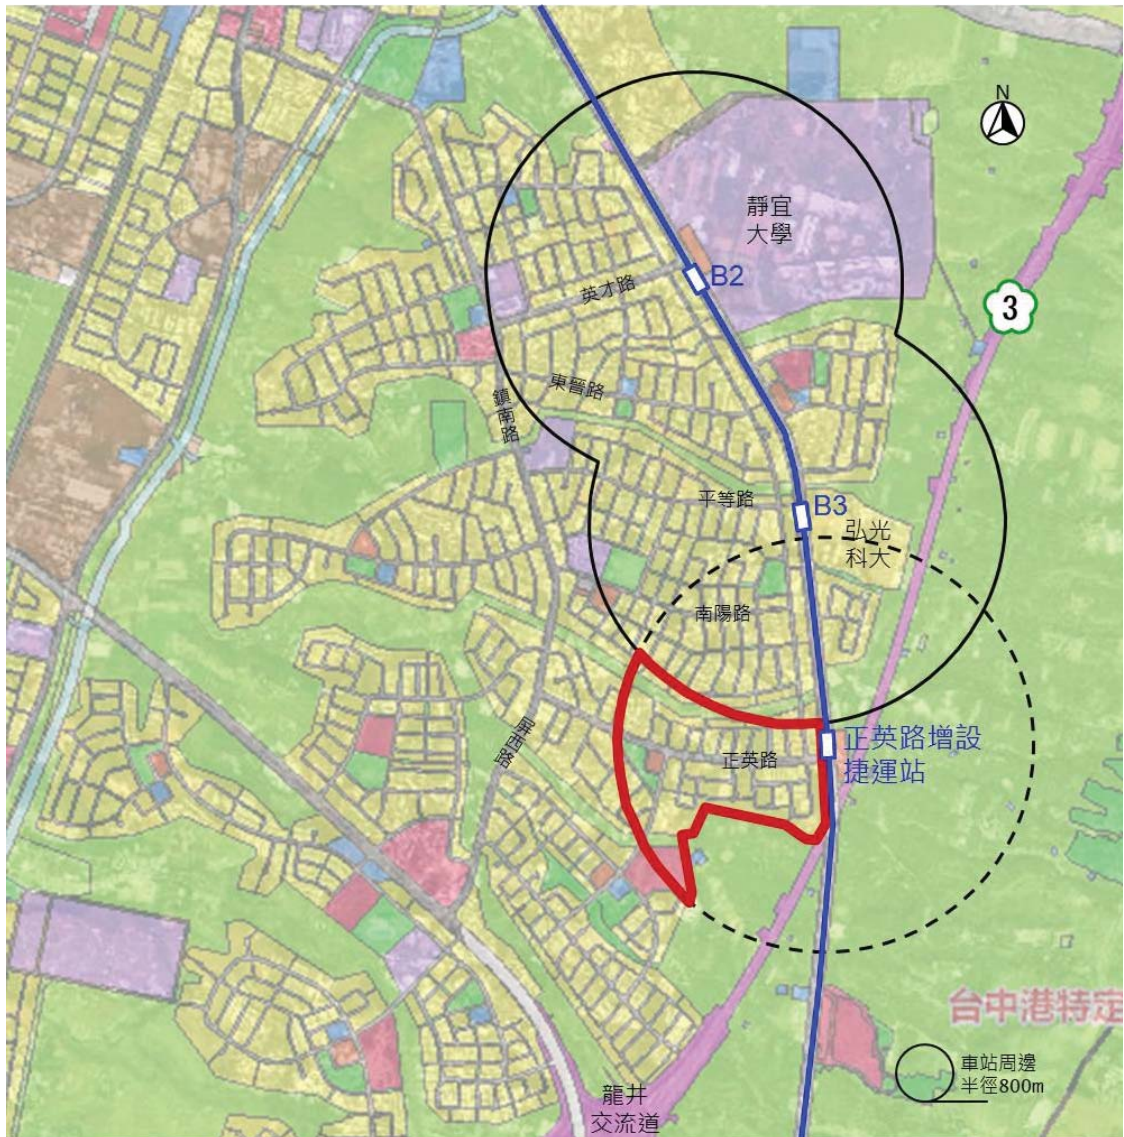 N
靜宜
大學
B2
英才路
3
東晉路
鎮南路
平等路
B3
弘光
科大
南陽路
屏西路
正英路
正英路增設
捷運站
台中港特定
車站周邊
半徑800m
龍井
交流道